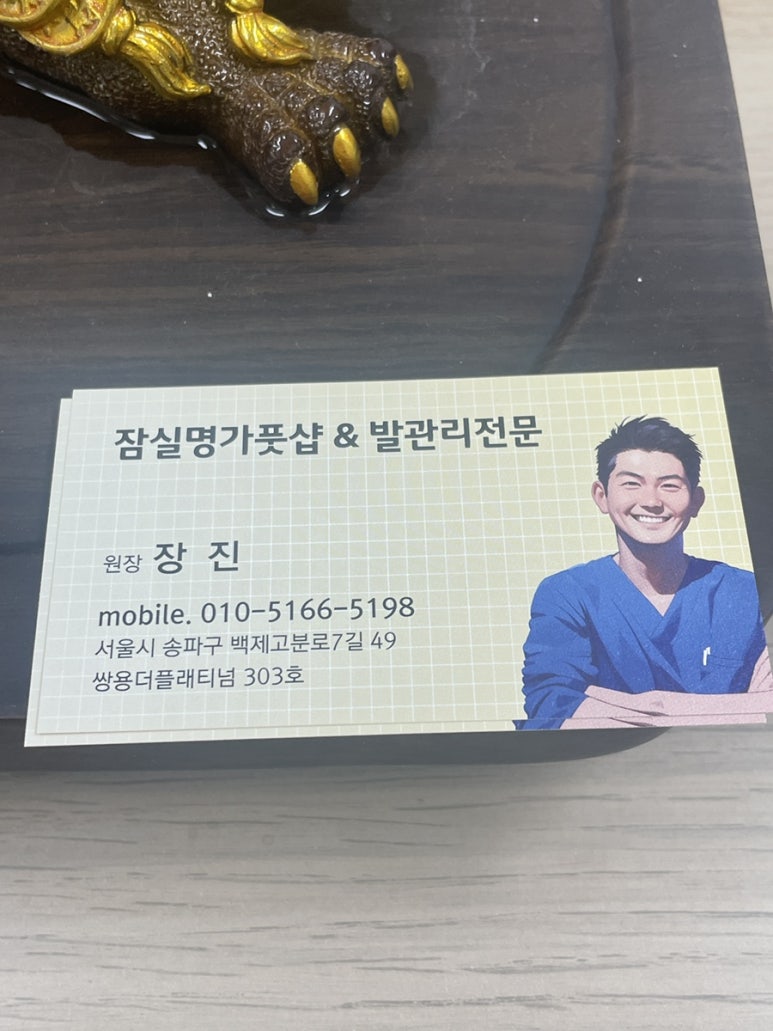 잠실명가풋샵 & 발관리전문
원장 장 진
mobile. 010-5166-5198
서울시 송파구 백제고분로7길 49
쌍용더플래티넘 303호